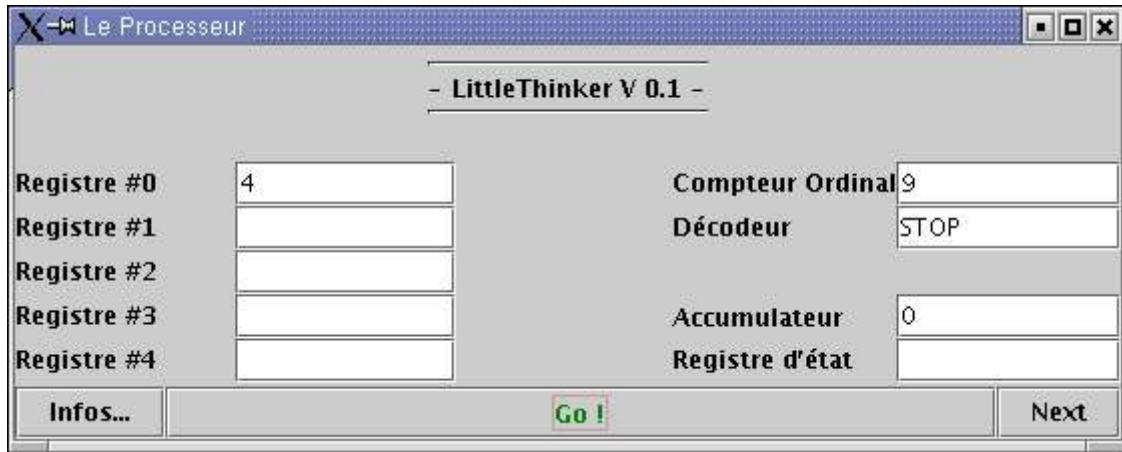 Le Processeur
- LittleThinker V 0.1 -
Registre #0 4 Compteur Ordinal 9
Registre #1 Décodeur STOP
Registre #2
Registre #3 Accumulateur 0
Registre #4 Registre d'état
Infos... Go ! Next